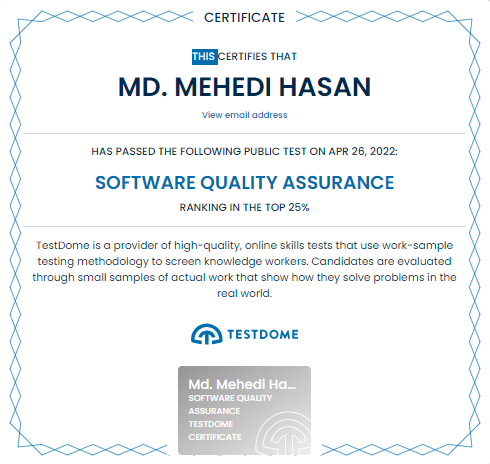 CERTIFICATE
THIS CERTIFIES THAT
MD. MEHEDI HASAN
View email address
HAS PASSED THE FOLLOWING PUBLIC TEST ON APR 26, 2022:
SOFTWARE QUALITY ASSURANCE
RANKING IN THE TOP 25%
TestDome is a provider of high-quality, online skills tests that use work-sample
testing methodology to screen knowledge workers. Candidates are evaluated
through small samples of actual work that show how they solve problems in the
real world.
TESTDOME
Md. Mehedi Ha...
SOFTWARE QUALITY
ASSURANCE
TESTDOME
CERTIFICATE